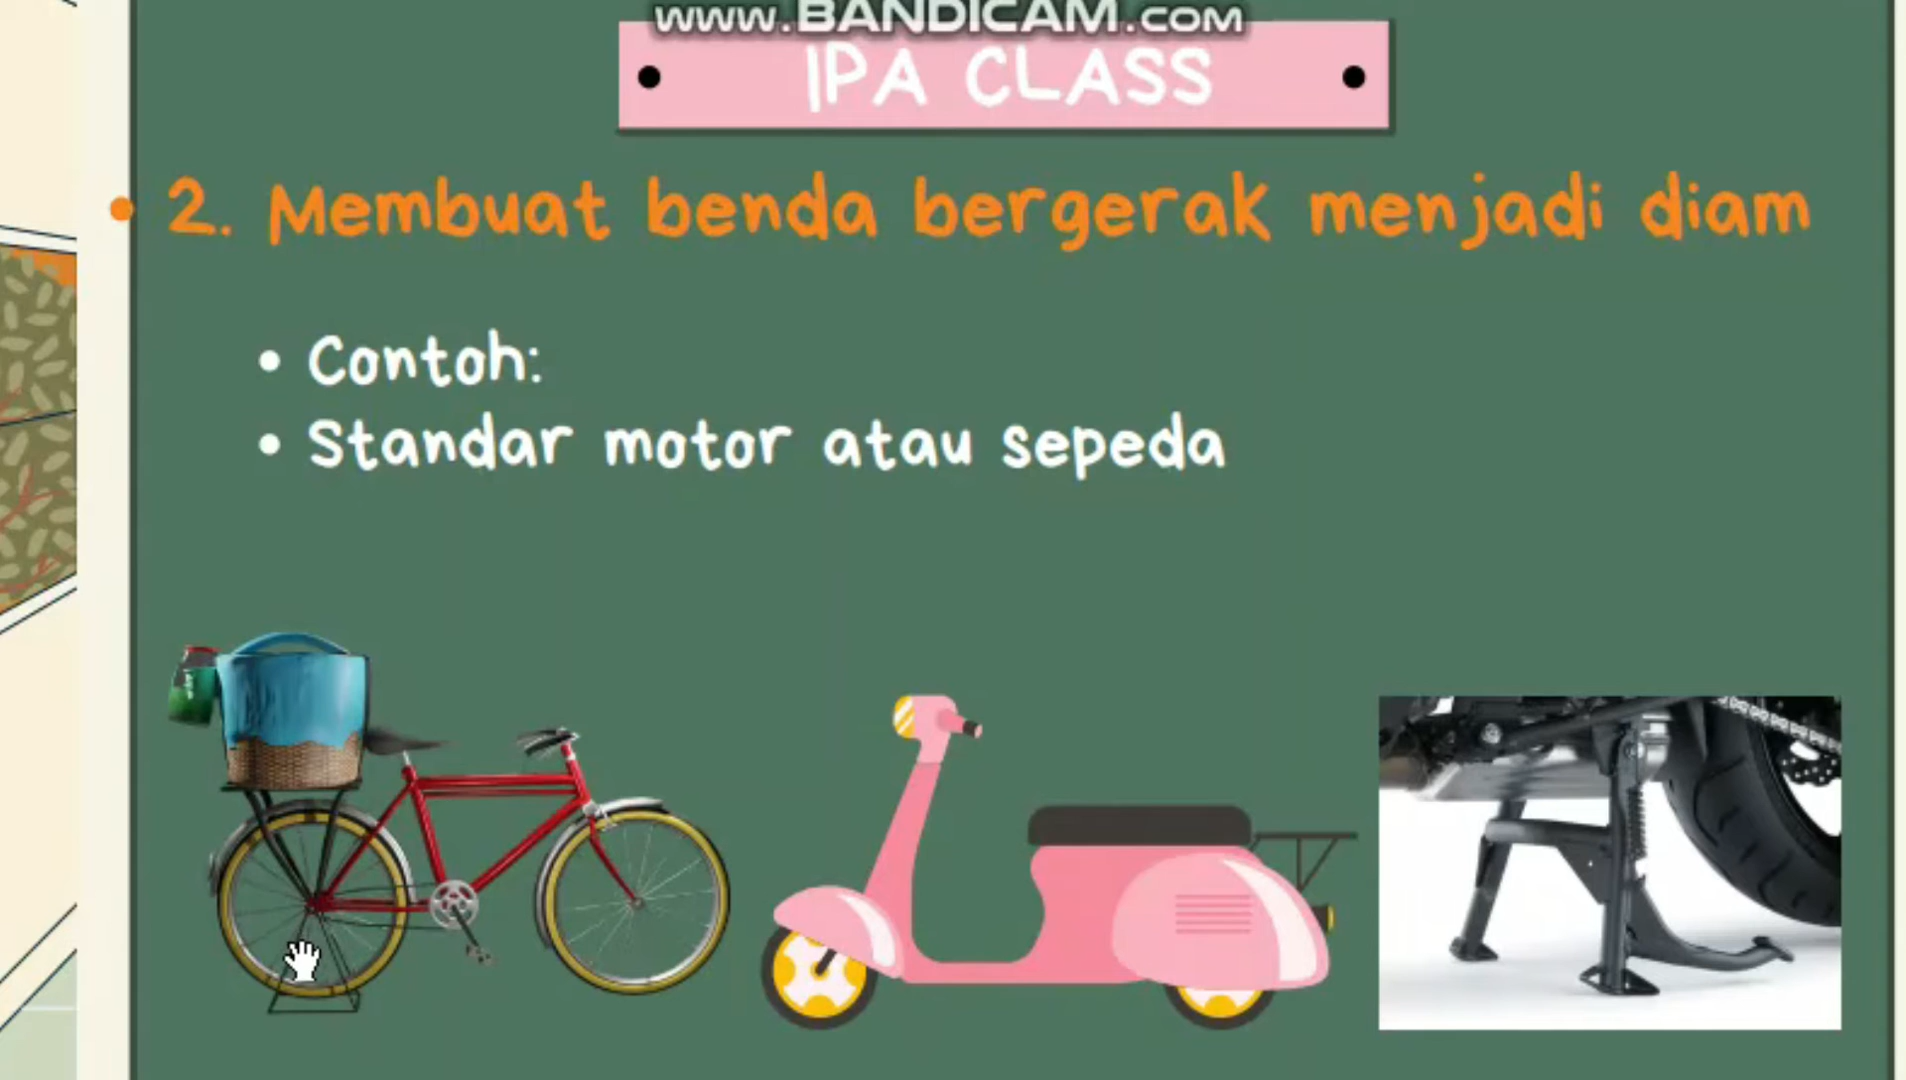 www.BANDICAM.COM
IPA CLASS
2. Membuat benda bergerak menjadi diam
Contoh:
Standar motor atau sepeda